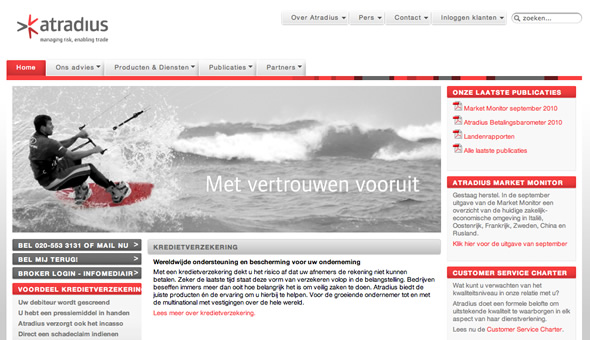 atradius
managing risk, enabling trade
Over Atradius
Pers
Contact
Inloggen klanten
zoeken...
Home
Ons advies
Producten & Diensten
Publicaties
Partners
Met vertrouwen vooruit
BEL 020-553 3131 OF MAIL NU >
BEL MIJ TERUG! >
BROKER LOGIN - INFOMEDIAIR >
VOORDEEL KREDIETVERZEKERIN
Uw debiteur wordt gescreend
U hebt een pressiemiddel in handen
Atradius verzorgt ook het incasso
Direct een schadeclaim indienen
KREDIETVERZEKERING
Wereldwijde ondersteuning en bescherming voor uw onderneming
Met een kredietverzekering dekt u het risico af dat uw afnemers de rekening niet kunnen
betalen. Zeker de laatste tijd staat deze vorm van verzekeren volop in de belangstelling. Bedrijven
beseffen immers meer dan ooit hoe belangrijk het is om veilig zaken te doen. Atradius biedt de
juiste producten én de ervaring om u hierbij te helpen. Voor de groeiende ondernemer tot en met
de multinational met vestigingen over de hele wereld.
Lees meer over kredietverzekering.
ONZE LAATSTE PUBLICATIES
Market Monitor september 2010
Atradius Betalingsbarometer 2010
Landenrapporten
Alle laatste publicaties
ATRADIUS MARKET MONITOR
Gestaag herstel. In de september
uitgave van de Market Monitor een
overzicht van de huidige zakelijk-
economische omgeving in Italië,
Oostenrijk, Frankrijk, Zweden, China
en Rusland.
Klik hier voor de uitgave van september
CUSTOMER SERVICE CHARTER
Wat kunt u verwachten van het
kwaliteitsniveau in onze relatie met u?
Atradius doet een formele belofte om
uitstekende kwaliteit te waarborgen in elk
aspect van haar dienstverlening.
Lees nu de Customer Service Charter.